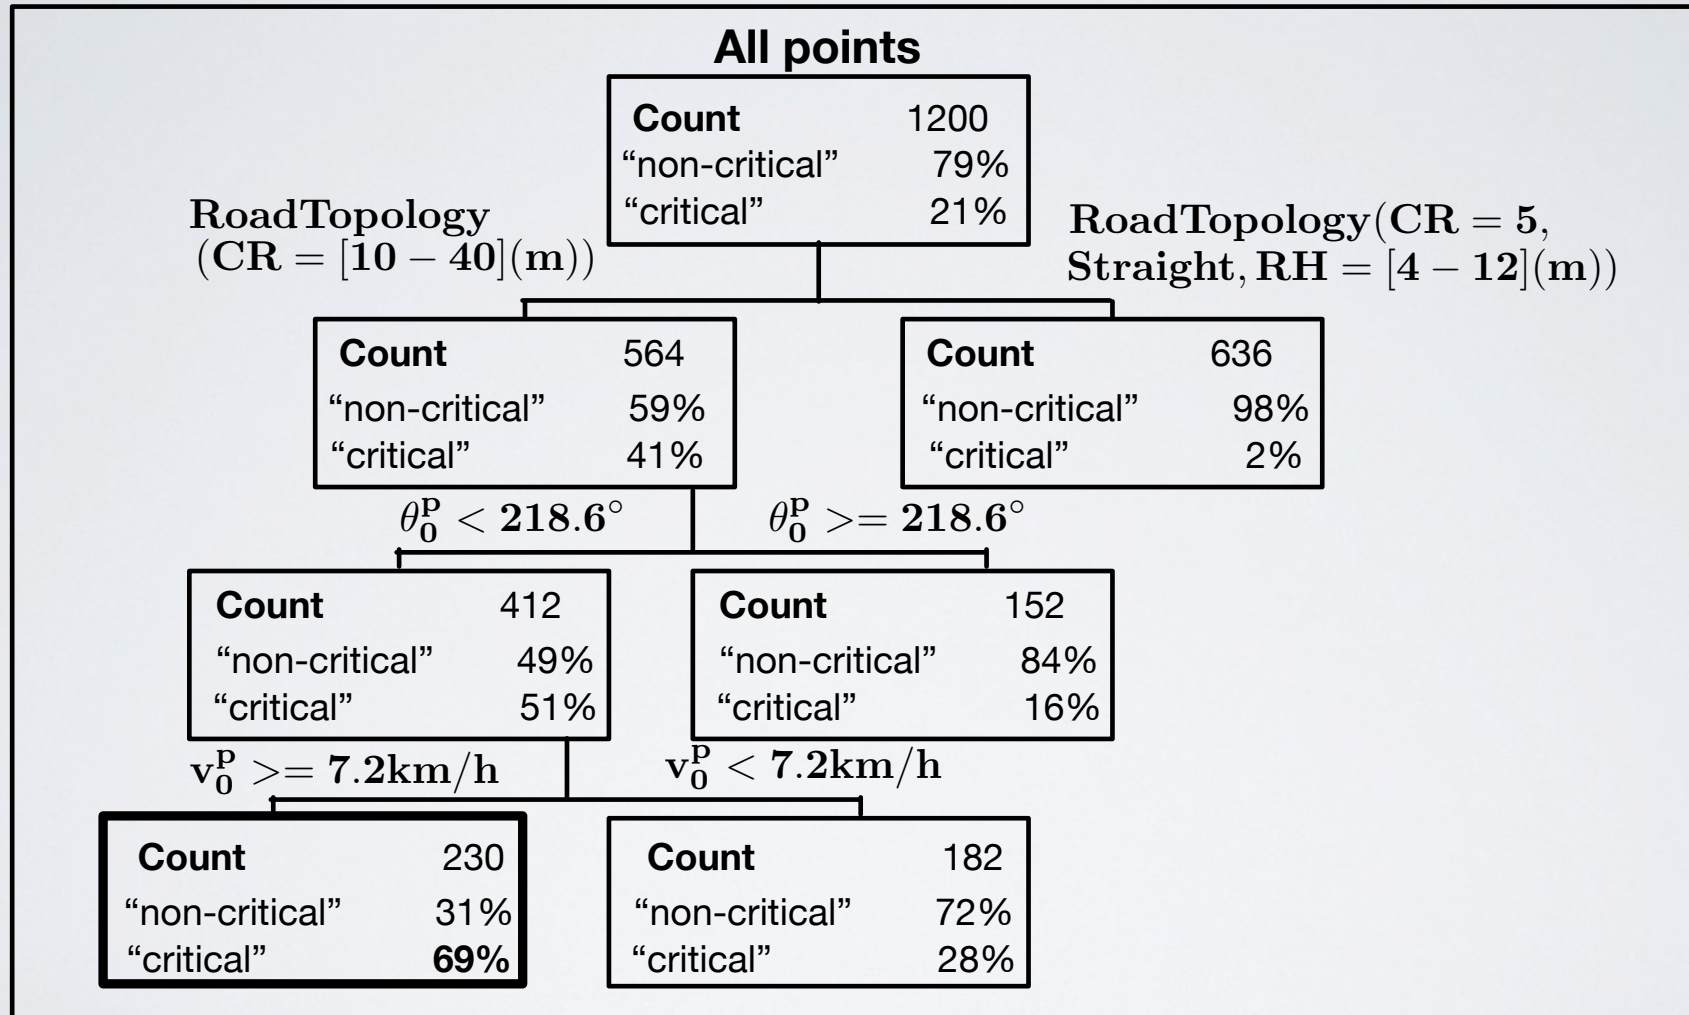 All points
Count 1200
“non-critical” 79%
“critical” 21%
RoadTopology
(CR = [10 − 40](m))
RoadTopology(CR = 5,
Straight, RH = [4 − 12](m))
Count 564
“non-critical” 59%
“critical” 41%
Count 636
“non-critical” 98%
“critical” 2%
θ₀ᵖ < 218.6°
θ₀ᵖ >= 218.6°
Count 412
“non-critical” 49%
“critical” 51%
Count 152
“non-critical” 84%
“critical” 16%
v₀ᵖ >= 7.2km/h
v₀ᵖ < 7.2km/h
Count 230
“non-critical” 31%
“critical” 69%
Count 182
“non-critical” 72%
“critical” 28%